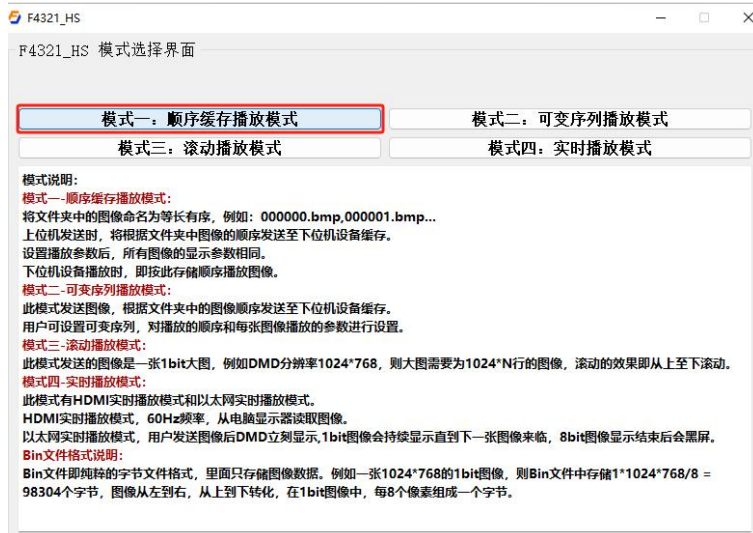 F4321_HS
F4321_HS 模式选择界面
模式一：顺序缓存播放模式
模式二：可变序列播放模式
模式三：滚动播放模式
模式四：实时播放模式
模式说明：
模式一-顺序缓存播放模式：
将文件夹中的图像命名为等长有序，例如：000000.bmp,000001.bmp...
上位机发送时，将根据文件夹中图像的顺序发送至下位机设备缓存。
设置播放参数后，所有图像的显示参数相同。
下位机设备播放时，即按此存储顺序播放图像。
模式二-可变序列播放模式：
此模式发送图像，根据文件夹中的图像顺序发送至下位机设备缓存。
用户可设置可变序列，对播放的顺序和每张图像播放的参数进行设置。
模式三-滚动播放模式：
此模式发送的图像是一张1bit大图，例如DMD分辨率1024*768，则大图需要为1024*N行的图像，滚动的效果即从上至下滚动。
模式四-实时播放模式：
此模式有HDMI实时播放模式和以太网实时播放模式。
HDMI实时播放模式，60Hz频率，从电脑显示器读取图像。
以太网实时播放模式，用户发送图像后DMD立刻显示,1bit图像会持续显示直到下一张图像来临，8bit图像显示结束后会黑屏。
Bin文件格式说明：
Bin文件即纯粹的字节文件格式，里面只存储图像数据。例如一张1024*768的1bit图像，则Bin文件中存储1*1024*768/8 =
98304个字节，图像从左到右，从上到下转化，在1bit图像中，每8个像素组成一个字节。